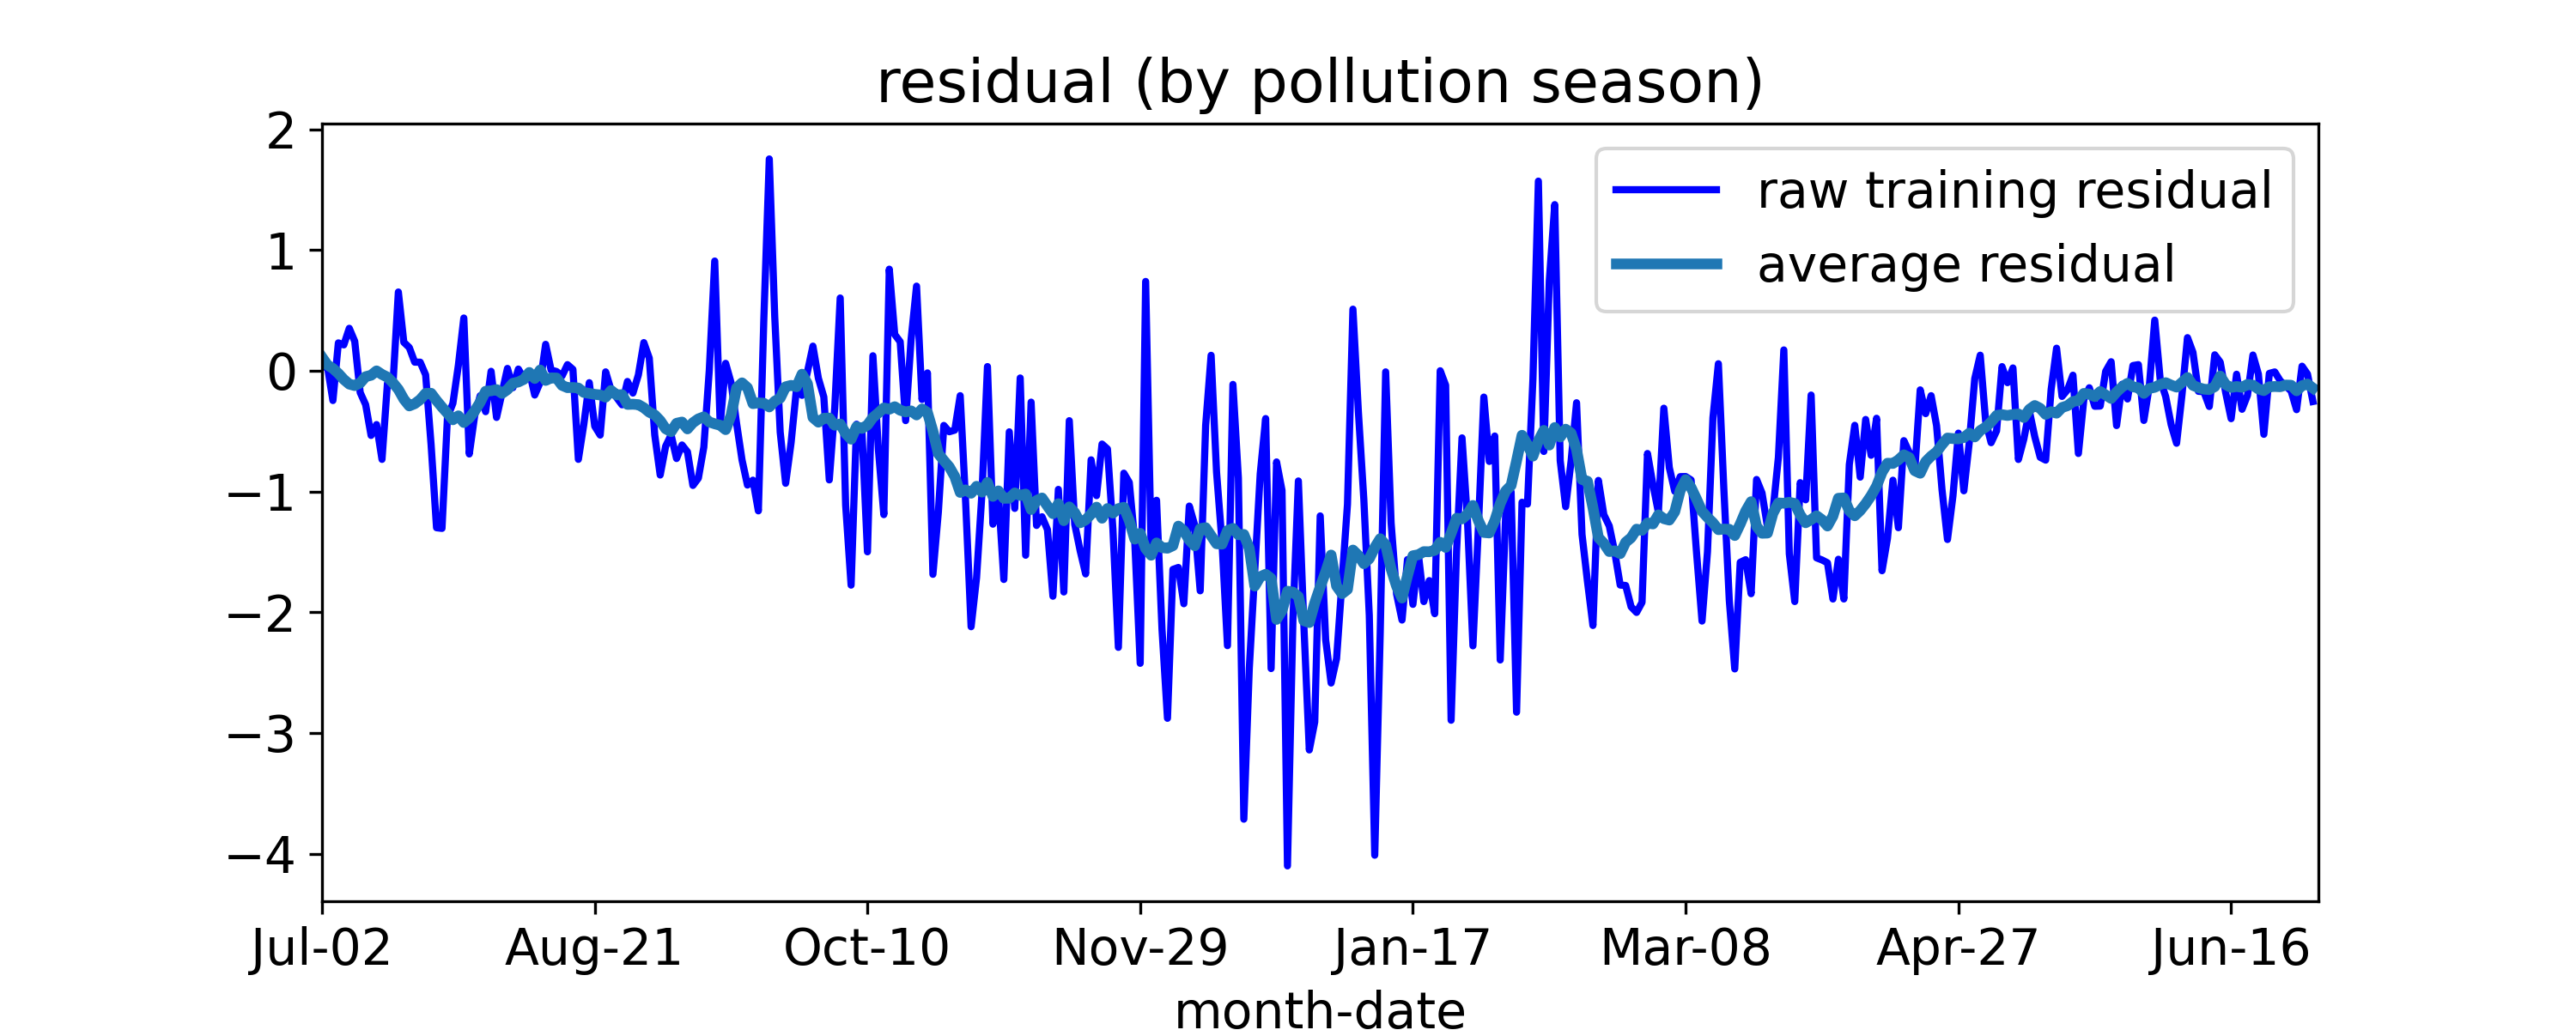 residual (by pollution season)
2
1
0
−1
−2
−3
−4
raw training residual
average residual
Jul-02 Aug-21 Oct-10 Nov-29 Jan-17 Mar-08 Apr-27 Jun-16
month-date